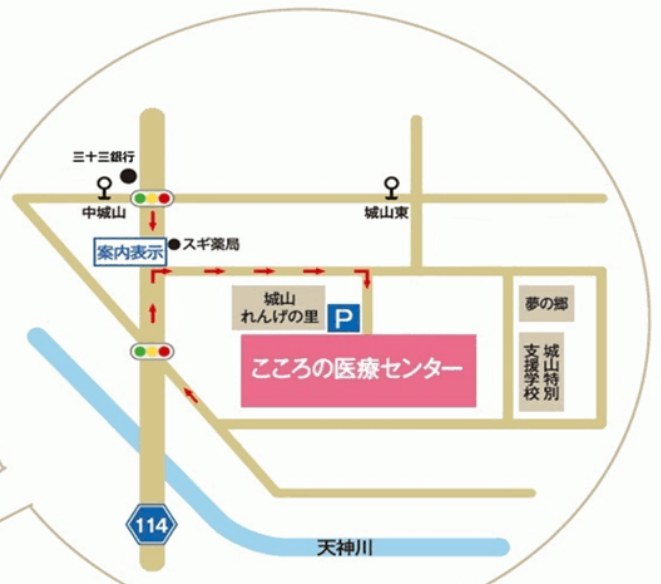 三十三銀行
中城山
城山東
案内表示
スギ薬局
城山
れんげの里
P
夢の郷
こころの医療センター
城山特別
支援学校
114
天神川